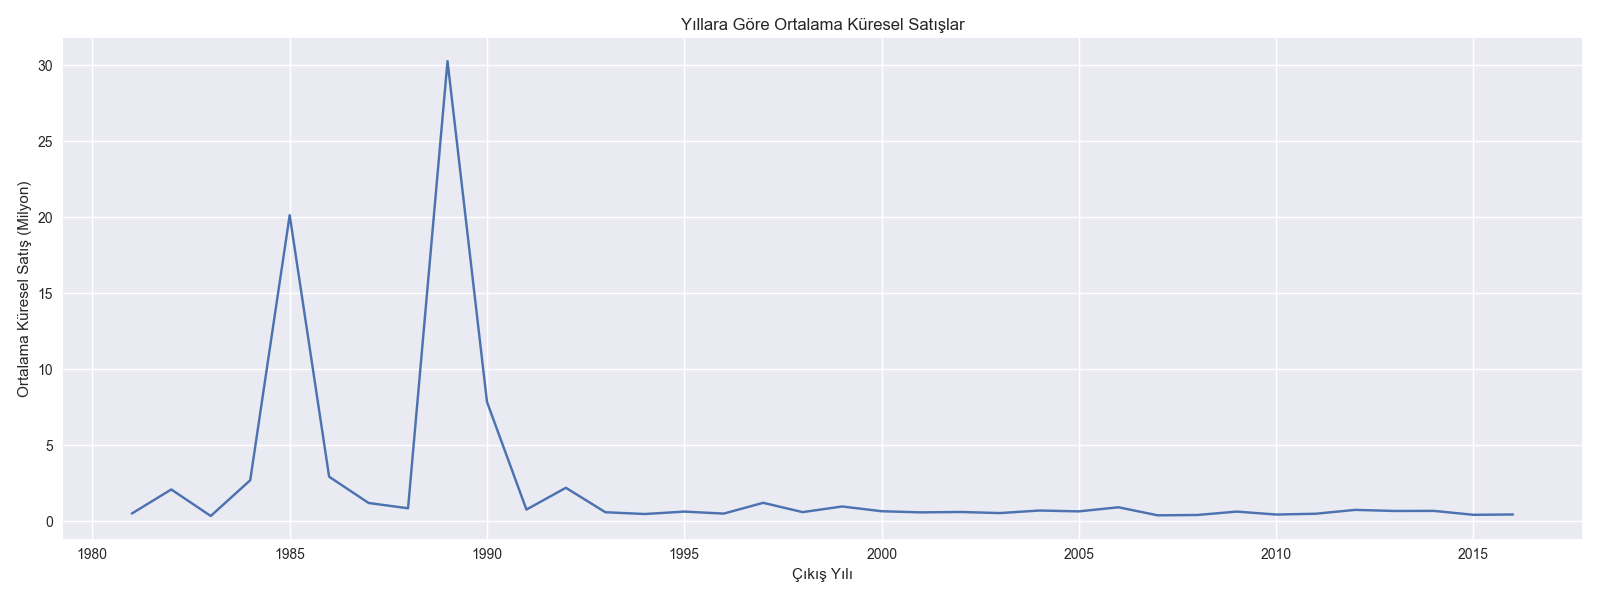 Yıllara Göre Ortalama Küresel Satışlar
30
25
20
15
10
5
0
Ortalama Küresel Satış (Milyon)
1980 1985 1990 1995 2000 2005 2010 2015
Çıkış Yılı